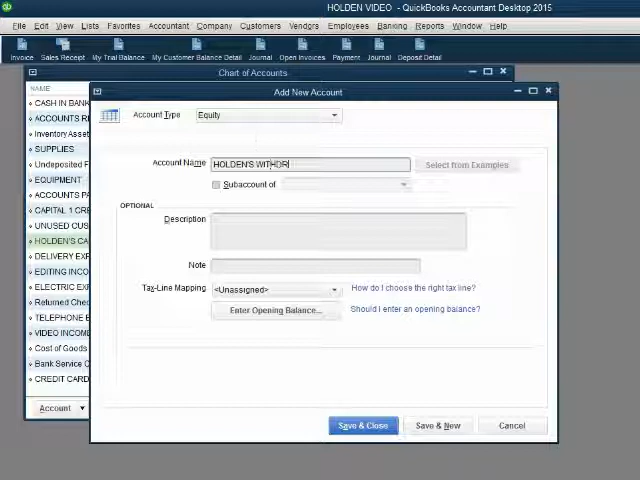 HOLDEN VIDEO - QuickBooks Accountant Desktop 2015
File Edit View Lists Favorites Accountant Company Customers Vendors Employees Banking Reports Window Help
Invoice Sales Receipt My Trial Balance My Customer Balance Detail Journal Open Invoices Payment Journal Deposit Detail
Chart of Accounts
NAME
CASH IN BANK
ACCOUNTS RE
Inventory Asset
SUPPLIES
Undeposited F
EQUIPMENT
ACCOUNTS PA
CAPITAL 1 CRE
UNUSED CUS
HOLDEN'S CA
DELIVERY EXP
EDITING INCO
ELECTRIC EXP
Returned Chec
TELEPHONE E
VIDEO INCOME
Cost of Goods
Bank Service C
CREDIT CARD
Account
Add New Account
Account Type Equity
Account Name HOLDEN'S WITHDR Select from Examples
Subaccount of
OPTIONAL
Description
Note
Tax-Line Mapping <Unassigned> How do I choose the right tax line?
Enter Opening Balance... Should I enter an opening balance?
Save & Close Save & New Cancel